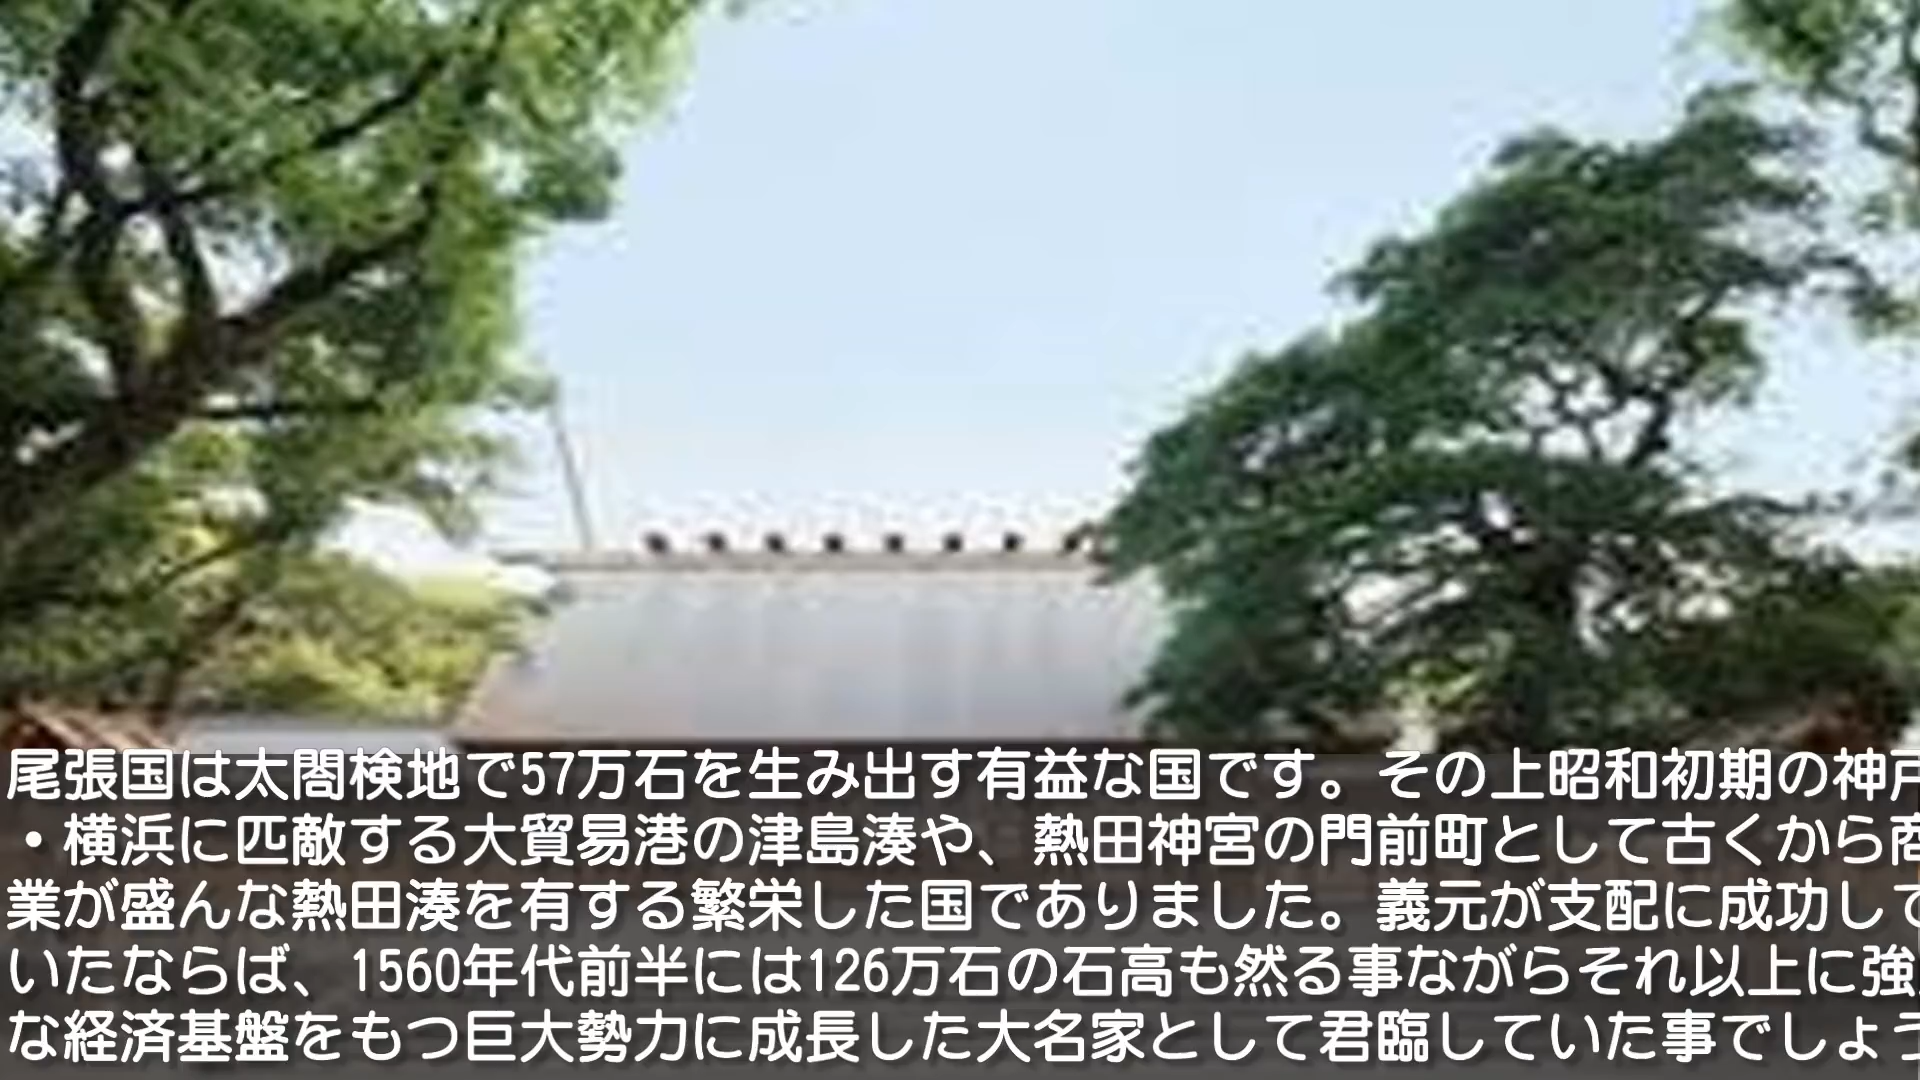 尾張国は太閤検地で57万石を生み出す有益な国です。その上昭和初期の神戸
・横浜に匹敵する大貿易港の津島湊や、熱田神宮の門前町として古くから商
業が盛んな熱田湊を有する繁栄した国でありました。義元が支配に成功して
いたならば、1560年代前半には126万石の石高も然る事ながらそれ以上に強
な経済基盤をもつ巨大勢力に成長した大名家として君臨していた事でしょう